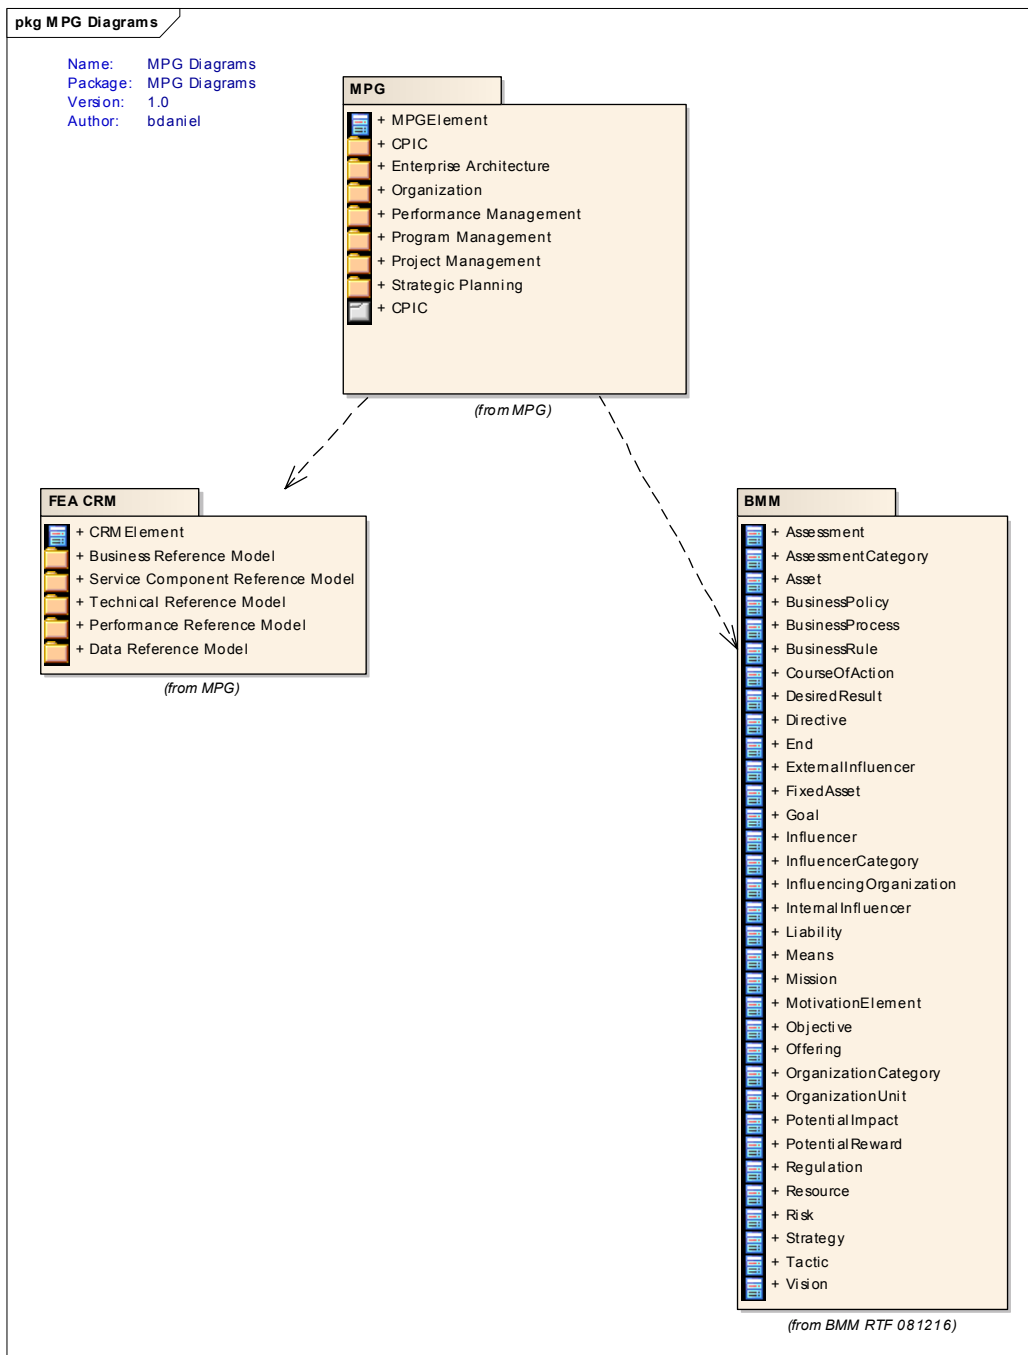 pkg MPG Diagrams
Name: MPG Diagrams
Package: MPG Diagrams
Version: 1.0
Author: bdaniel
MPG
+ MPGElement
+ CPIC
+ Enterprise Architecture
+ Organization
+ Performance Management
+ Program Management
+ Project Management
+ Strategic Planning
+ CPIC
(from MPG)
FEA CRM
+ CRMElement
+ Business Reference Model
+ Service Component Reference Model
+ Technical Reference Model
+ Performance Reference Model
+ Data Reference Model
(from MPG)
BMM
+ Assessment
+ AssessmentCategory
+ Asset
+ BusinessPolicy
+ BusinessProcess
+ BusinessRule
+ CourseOfAction
+ DesiredResult
+ Directive
+ End
+ ExternalInfluencer
+ FixedAsset
+ Goal
+ Influencer
+ InfluencerCategory
+ InfluencingOrganization
+ InternalInfluencer
+ Liability
+ Means
+ Mission
+ MotivationElement
+ Objective
+ Offering
+ OrganizationCategory
+ OrganizationUnit
+ PotentialImpact
+ PotentialReward
+ Regulation
+ Resource
+ Risk
+ Strategy
+ Tactic
+ Vision
(from BMM RTF 081216)